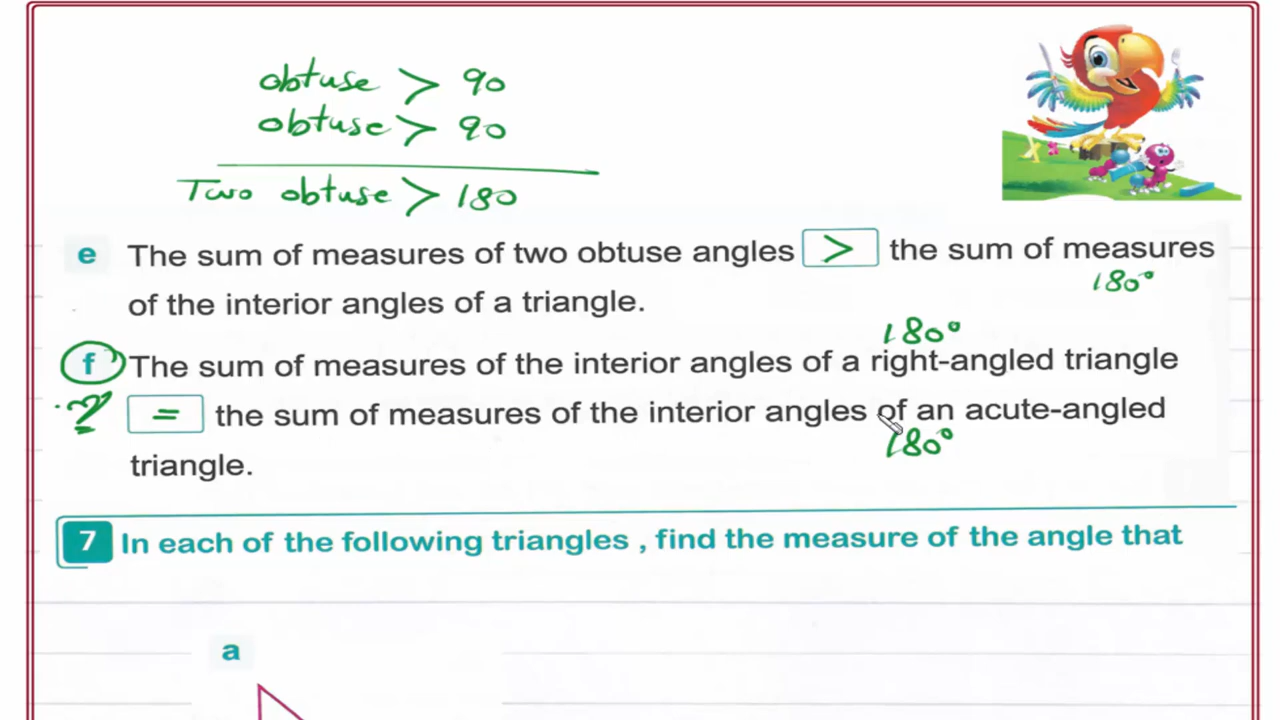 obtuse > 90
obtuse > 90
Two obtuse > 180
e The sum of measures of two obtuse angles > the sum of measures
180°
of the interior angles of a triangle.
180°
f The sum of measures of the interior angles of a right-angled triangle
? = the sum of measures of the interior angles of an acute-angled
180°
triangle.
7 In each of the following triangles , find the measure of the angle that
a